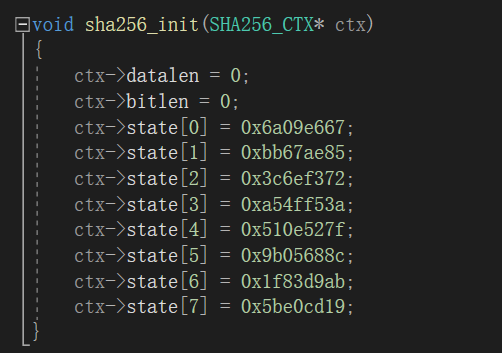 void sha256_init(SHA256_CTX* ctx)
{
    ctx->datalen = 0;
    ctx->bitlen = 0;
    ctx->state[0] = 0x6a09e667;
    ctx->state[1] = 0xbb67ae85;
    ctx->state[2] = 0x3c6ef372;
    ctx->state[3] = 0xa54ff53a;
    ctx->state[4] = 0x510e527f;
    ctx->state[5] = 0x9b05688c;
    ctx->state[6] = 0x1f83d9ab;
    ctx->state[7] = 0x5be0cd19;
}